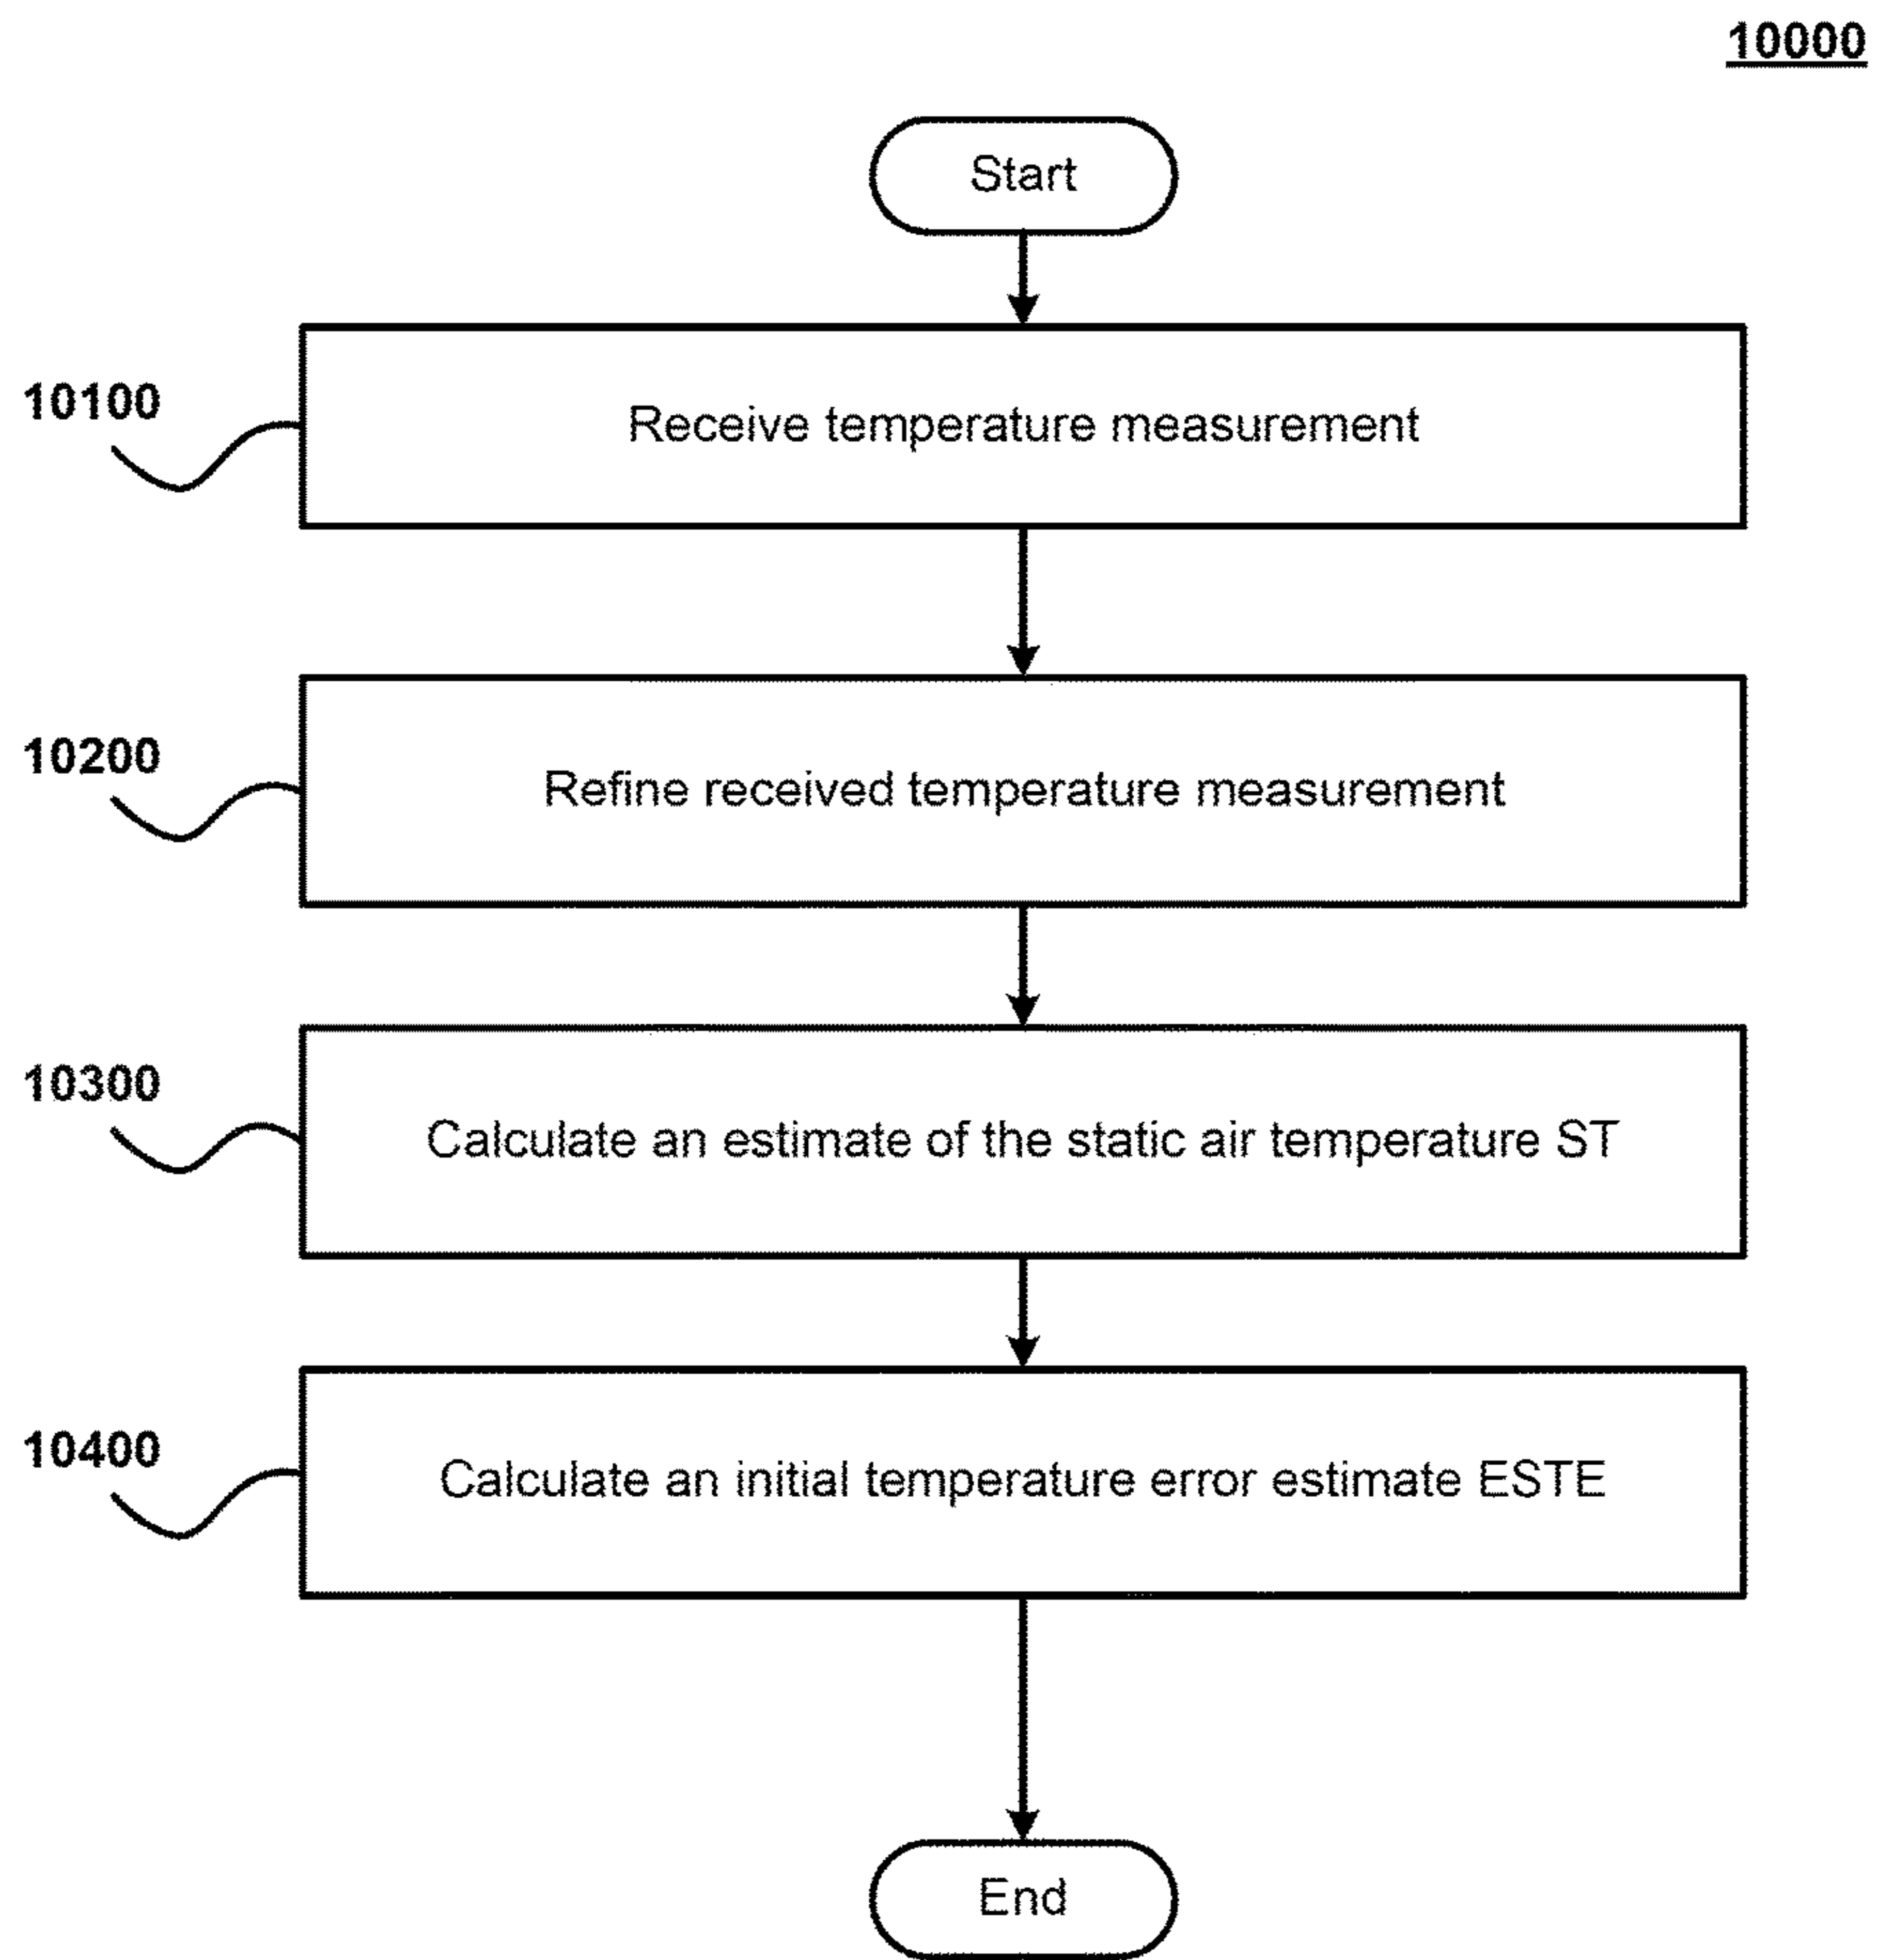 10000
Start
10100
Receive temperature measurement
10200
Refine received temperature measurement
10300
Calculate an estimate of the static air temperature ST
10400
Calculate an initial temperature error estimate ESTE
End